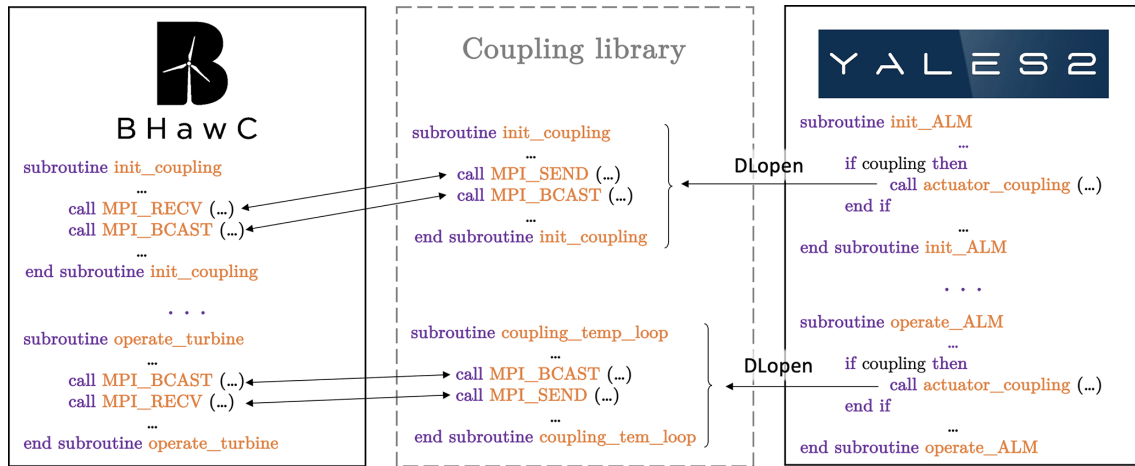 B
BHawC
subroutine init_coupling
...
call MPI_RECV (...)
call MPI_BCAST (...)
...
end subroutine init_coupling
. . .
subroutine operate_turbine
...
call MPI_BCAST (...)
call MPI_RECV (...)
...
end subroutine operate_turbine
Coupling library
subroutine init_coupling
...
call MPI_SEND (...)
call MPI_BCAST (...)
...
end subroutine init_coupling
subroutine coupling_temp_loop
...
call MPI_BCAST (...)
call MPI_SEND (...)
...
end subroutine coupling_tem_loop
DLopen
DLopen
YALES2
subroutine init_ALM
...
if coupling then
call actuator_coupling (...)
end if
...
end subroutine init_ALM
. . .
subroutine operate_ALM
...
if coupling then
call actuator_coupling (...)
end if
...
end subroutine operate_ALM